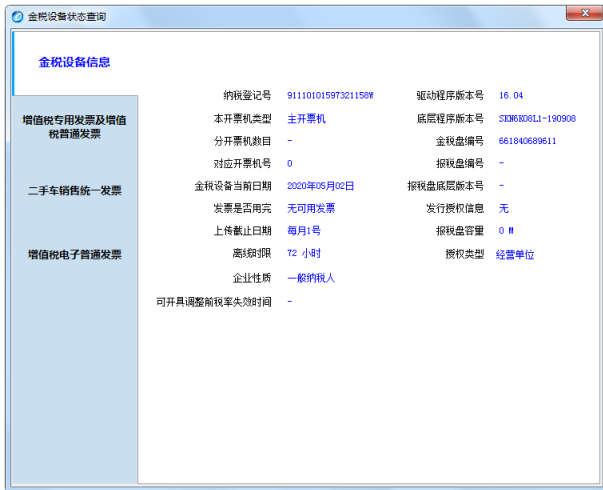 金税设备状态查询
金税设备信息
增值税专用发票及增值
税普通发票
二手车销售统一发票
增值税电子普通发票
纳税登记号 91110101597321158W 驱动程序版本号 16.04
本开票机类型 主开票机 底层程序版本号 SKN6K08L1-190908
分开票机数目 - 金税盘编号 661840689611
对应开票机号 0 报税盘编号 -
金税设备当前日期 2020年05月02日 报税盘底层版本号 -
发票是否用完 无可用发票 发行授权信息 无
上传截止日期 每月1号 报税盘容量 0 M
离线时限 72 小时 授权类型 经营单位
企业性质 一般纳税人
可开具调整前税率失效时间 -